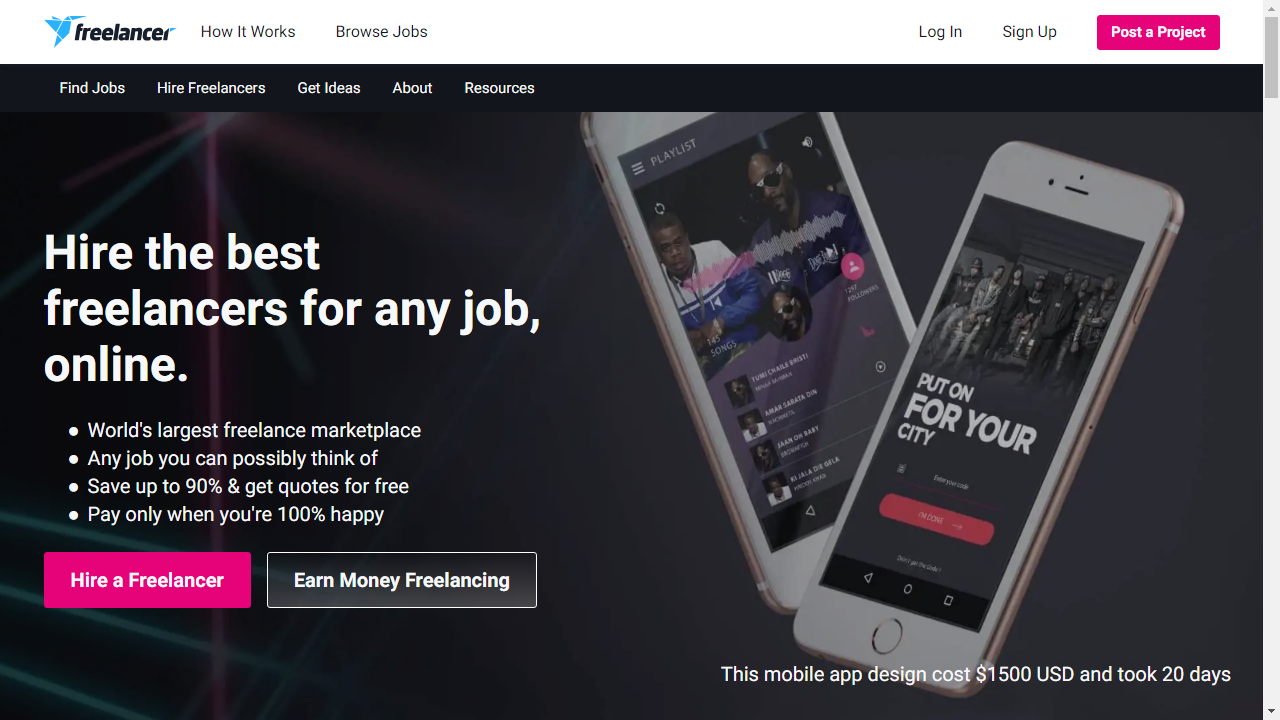 freelancer
How It Works
Browse Jobs
Log In
Sign Up
Post a Project
Find Jobs
Hire Freelancers
Get Ideas
About
Resources
Hire the best
freelancers for any job,
online.
World's largest freelance marketplace
Any job you can possibly think of
Save up to 90% & get quotes for free
Pay only when you're 100% happy
Hire a Freelancer
Earn Money Freelancing
PLAYLIST
1297
FOLLOWERS
145
SONGS
TUMI CHAILE BRISTI
AMAR SARATA DIN
JAAN OH BABY
KI JALA DIE GELA
PUT ON
FOR YOUR
CITY
Enter your code
I'M DONE
This mobile app design cost $1500 USD and took 20 days